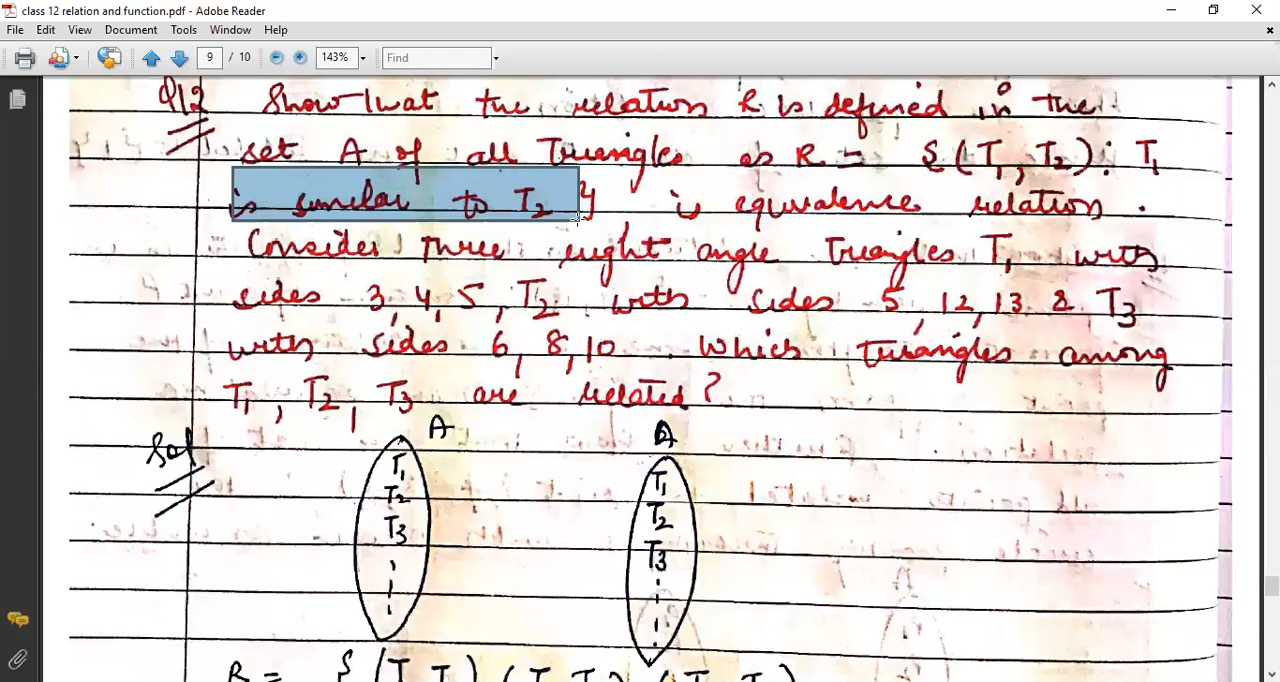 class 12 relation and function.pdf - Adobe Reader
File Edit View Document Tools Window Help
9 / 10 143% Find
Q12 Show that the relation R is defined in the
set A of all Triangles as R = {(T1, T2): T1
is similar to T2} is equivalence relation.
Consider three right angle triangles T1 with
sides 3, 4, 5, T2 with sides 5, 12, 13 & T3
with sides 6, 8, 10. Which triangles among
T1, T2, T3 are related?
Sol A A
T1 T1
T2 T2
T3 T3
R = {(T T